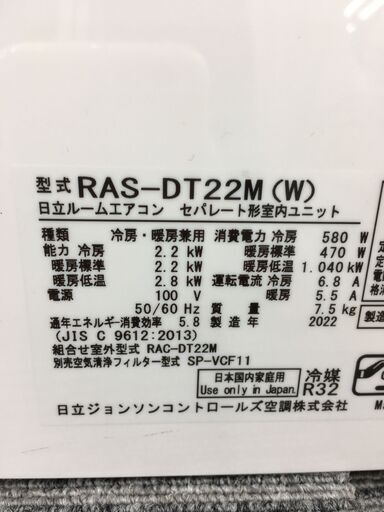 型式 RAS-DT22M(W)
日立ルームエアコン セパレート形室内ユニット
種類 冷房・暖房兼用 消費電力 冷房 580 W
能力 冷房 2.2 kW 暖房標準 470 W
暖房標準 2.2 kW 暖房低温 1.040 kW
暖房低温 2.8 kW 運転電流 冷房 6.8 A
電源 100 V 暖房 5.5 A
50/60 Hz 質量 7.5 kg
通年エネルギー消費効率 5.8 製造年 2022
(JIS C 9612:2013)
組合せ室外型式 RAC-DT22M
別売空気清浄フィルター型式 SP-VCF11
日本国内家庭用
Use only in Japan
冷媒
R32
日立ジョンソンコントロールズ空調株式会社